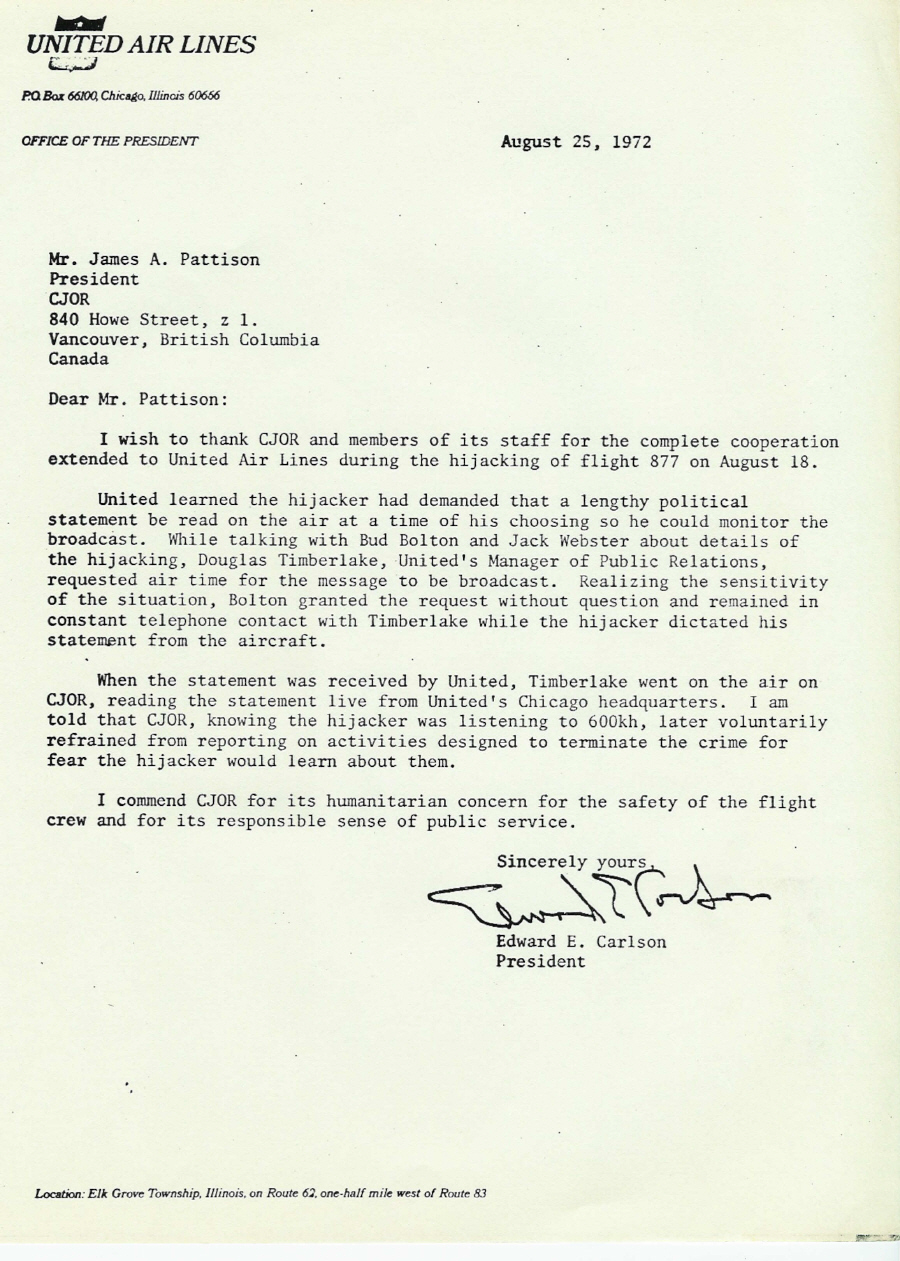 UNITED AIR LINES
P.O. Box 66100, Chicago, Illinois 60666
OFFICE OF THE PRESIDENT
August 25, 1972
Mr. James A. Pattison
President
CJOR
840 Howe Street, z 1.
Vancouver, British Columbia
Canada
Dear Mr. Pattison:
I wish to thank CJOR and members of its staff for the complete cooperation
extended to United Air Lines during the hijacking of flight 877 on August 18.
United learned the hijacker had demanded that a lengthy political
statement be read on the air at a time of his choosing so he could monitor the
broadcast. While talking with Bud Bolton and Jack Webster about details of
the hijacking, Douglas Timberlake, United's Manager of Public Relations,
requested air time for the message to be broadcast. Realizing the sensitivity
of the situation, Bolton granted the request without question and remained in
constant telephone contact with Timberlake while the hijacker dictated his
statement from the aircraft.
When the statement was received by United, Timberlake went on the air on
CJOR, reading the statement live from United's Chicago headquarters. I am
told that CJOR, knowing the hijacker was listening to 600kh, later voluntarily
refrained from reporting on activities designed to terminate the crime for
fear the hijacker would learn about them.
I commend CJOR for its humanitarian concern for the safety of the flight
crew and for its responsible sense of public service.
Sincerely yours,
Edward E Carlson
Edward E. Carlson
President
Location: Elk Grove Township, Illinois, on Route 62, one-half mile west of Route 83